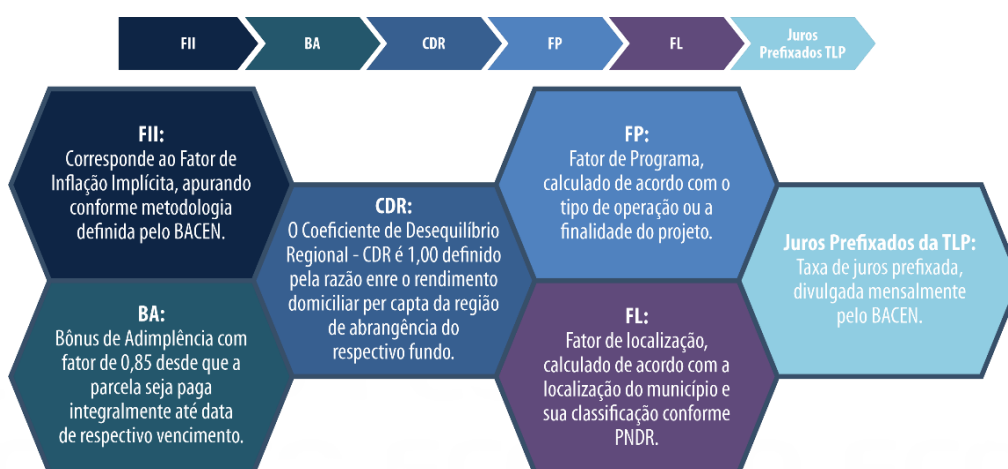 FII
BA
CDR
FP
FL
Juros
Prefixados TLP
FII:
Corresponde ao Fator de
Inflação Implícita, apurando
conforme metodologia
definida pelo BACEN.
BA:
Bônus de Adimplência com
fator de 0,85 desde que a
parcela seja paga
integralmente até data
de respectivo vencimento.
CDR:
O Coeficiente de Desequilíbrio
Regional - CDR é 1,00 definido
pela razão enre o rendimento
domiciliar per capta da região
de abrangência do
respectivo fundo.
FP:
Fator de Programa,
calculado de acordo com o
tipo de operação ou a
finalidade do projeto.
FL:
Fator de localização,
calculado de acordo com a
localização do município e
sua classificação conforme
PNDR.
Juros Prefixados da TLP:
Taxa de juros prefixada,
divulgada mensalmente
pelo BACEN.